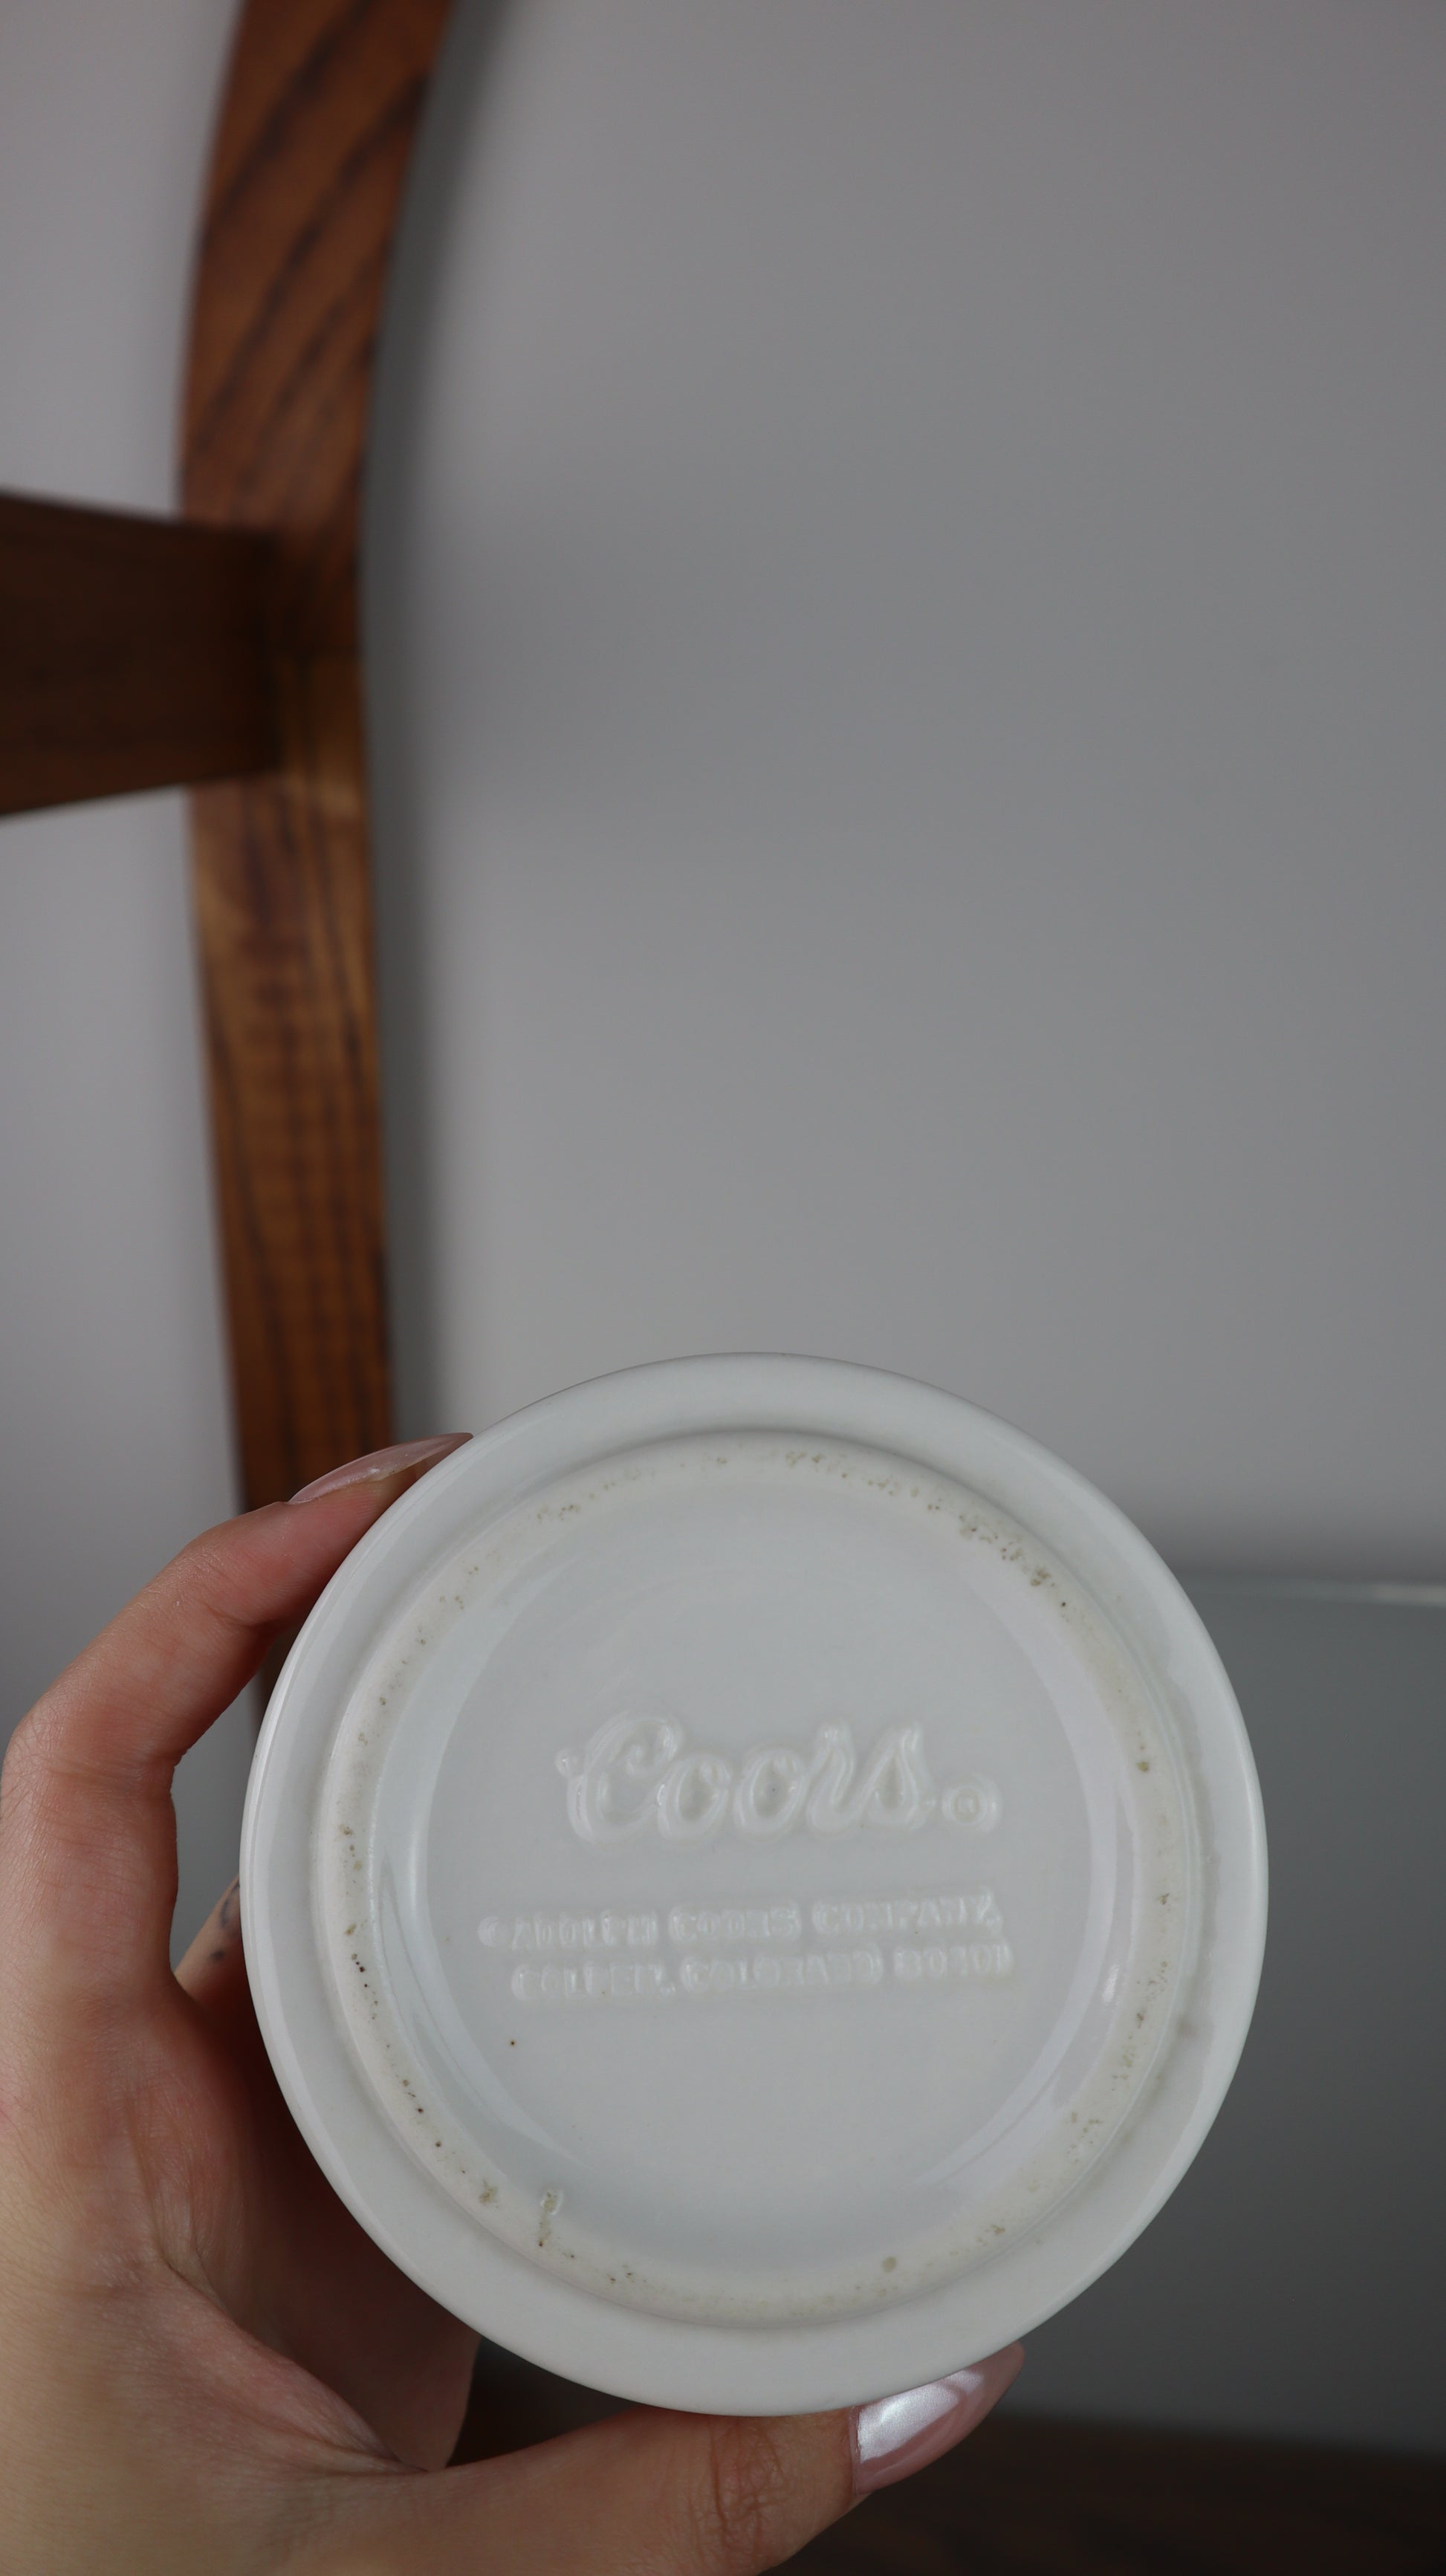 Coors®
©ADOLPH COORS COMPANY,
GOLDEN, COLORADO 80401